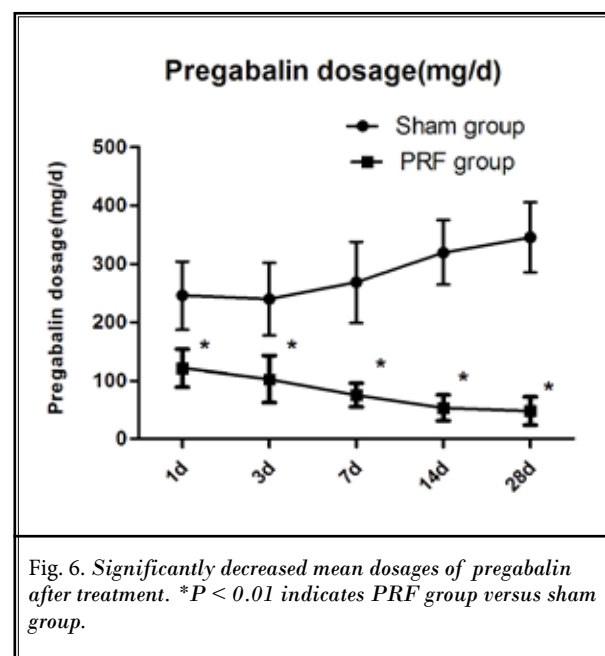 Pregabalin dosage(mg/d)
Sham group
PRF group
Pregabalin dosage(mg/d)
500
400
300
200
100
0
* * * * *
1d 3d 7d 14d 28d
Fig. 6. Significantly decreased mean dosages of pregabalin
after treatment. *P < 0.01 indicates PRF group versus sham
group.